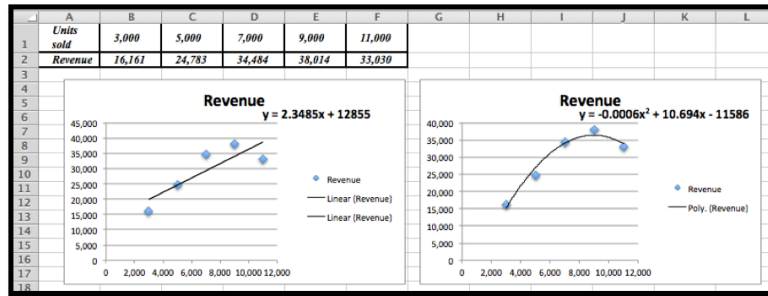 A B C D E F G H I J K L
1 Units sold 3,000 5,000 7,000 9,000 11,000
2 Revenue 16,161 24,783 34,484 38,014 33,030
3
4
5
6
7
8
9
10
11
12
13
14
15
16
17
18
Revenue
y = 2.3485x + 12855
45,000
40,000
35,000
30,000
25,000
20,000
15,000
10,000
5,000
0
0 2,000 4,000 6,000 8,000 10,000 12,000
Revenue
Linear (Revenue)
Linear (Revenue)
Revenue
y = -0.0006x² + 10.694x - 11586
40,000
35,000
30,000
25,000
20,000
15,000
10,000
5,000
0
0 2,000 4,000 6,000 8,000 10,000 12,000
Revenue
Poly. (Revenue)